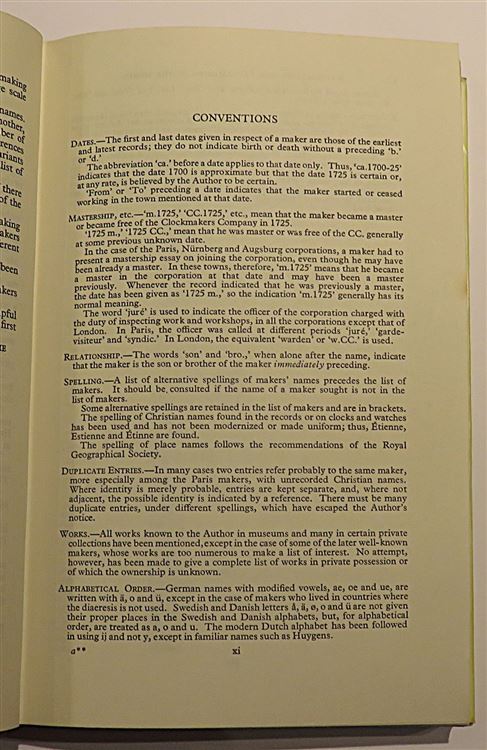 making
e scale
names.
other,
ber of
rences
riants
list of
there
of the
aking
akers
erent
been
akers
pful
first
CONVENTIONS
DATES.—The first and last dates given in respect of a maker are those of the earliest
and latest records; they do not indicate birth or death without a preceding 'b.'
or 'd.'
The abbreviation 'ca.' before a date applies to that date only. Thus, 'ca.1700-25'
indicates that the date 1700 is approximate but that the date 1725 is certain or,
at any rate, is believed by the Author to be certain.
'From' or 'To' preceding a date indicates that the maker started or ceased
working in the town mentioned at that date.
MASTERSHIP, etc.—'m.1725,' 'CC.1725,' etc., mean that the maker became a master
or became free of the Clockmakers Company in 1725.
'1725 m.,' '1725 CC.,' mean that he was master or was free of the CC. generally
at some previous unknown date.
In the case of the Paris, Nürnberg and Augsburg corporations, a maker had to
present a mastership essay on joining the corporation, even though he may have
been already a master. In these towns, therefore, 'm.1725' means that he became
a master in the corporation at that date and may have been a master
previously. Whenever the record indicated that he was previously a master,
the date has been given as '1725 m.,' so the indication 'm.1725' generally has its
normal meaning.
The word 'juré' is used to indicate the officer of the corporation charged with
the duty of inspecting work and workshops, in all the corporations except that of
London. In Paris, the officer was called at different periods 'juré,' 'garde-
visiteur' and 'syndic.' In London, the equivalent 'warden' or 'w.CC.' is used.
RELATIONSHIP.—The words 'son' and 'bro.,' when alone after the name, indicate
that the maker is the son or brother of the maker immediately preceding.
SPELLING.—A list of alternative spellings of makers' names precedes the list of
makers. It should be consulted if the name of a maker sought is not in the
list of makers.
Some alternative spellings are retained in the list of makers and are in brackets.
The spelling of Christian names found in the records or on clocks and watches
has been used and has not been modernized or made uniform; thus, Étienne,
Estienne and Étinne are found.
The spelling of place names follows the recommendations of the Royal
Geographical Society.
DUPLICATE ENTRIES.—In many cases two entries refer probably to the same maker,
more especially among the Paris makers, with unrecorded Christian names.
Where identity is merely probable, entries are kept separate, and, where not
adjacent, the possible identity is indicated by a reference. There must be many
duplicate entries, under different spellings, which have escaped the Author's
notice.
WORKS.—All works known to the Author in museums and many in certain private
collections have been mentioned, except in the case of some of the later well-known
makers, whose works are too numerous to make a list of interest. No attempt,
however, has been made to give a complete list of works in private possession or
of which the ownership is unknown.
ALPHABETICAL ORDER.—German names with modified vowels, ae, oe and ue, are
written with ä, o and ü, except in the case of makers who lived in countries where
the diaeresis is not used. Swedish and Danish letters å, ä, ø, o and ü are not given
their proper places in the Swedish and Danish alphabets, but, for alphabetical
order, are treated as a, o and u. The modern Dutch alphabet has been followed
in using ij and not y, except in familiar names such as Huygens.
a**
xi